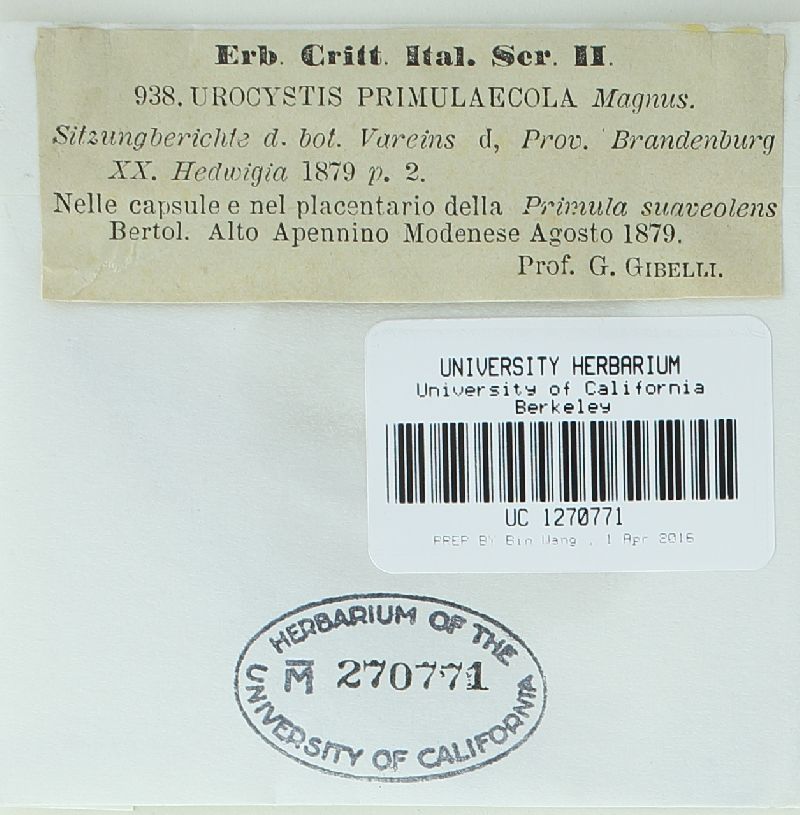 Erb. Critt. Ital. Ser. II.
938. UROCYSTIS PRIMULAECOLA Magnus.
Sitzungberichte d. bot. Vareins d, Prov. Brandenburg
XX. Hedwigia 1879 p. 2.
Nelle capsule e nel placentario della Primula suaveolens
Bertol. Alto Apennino Modenese Agosto 1879.
Prof. G. GIBELLI.
UNIVERSITY HERBARIUM
University of California
Berkeley
UC 1270771
PREP BY Bin Wang , 1 Apr 2016
HERBARIUM OF THE
M 270771
UNIVERSITY OF CALIFORNIA